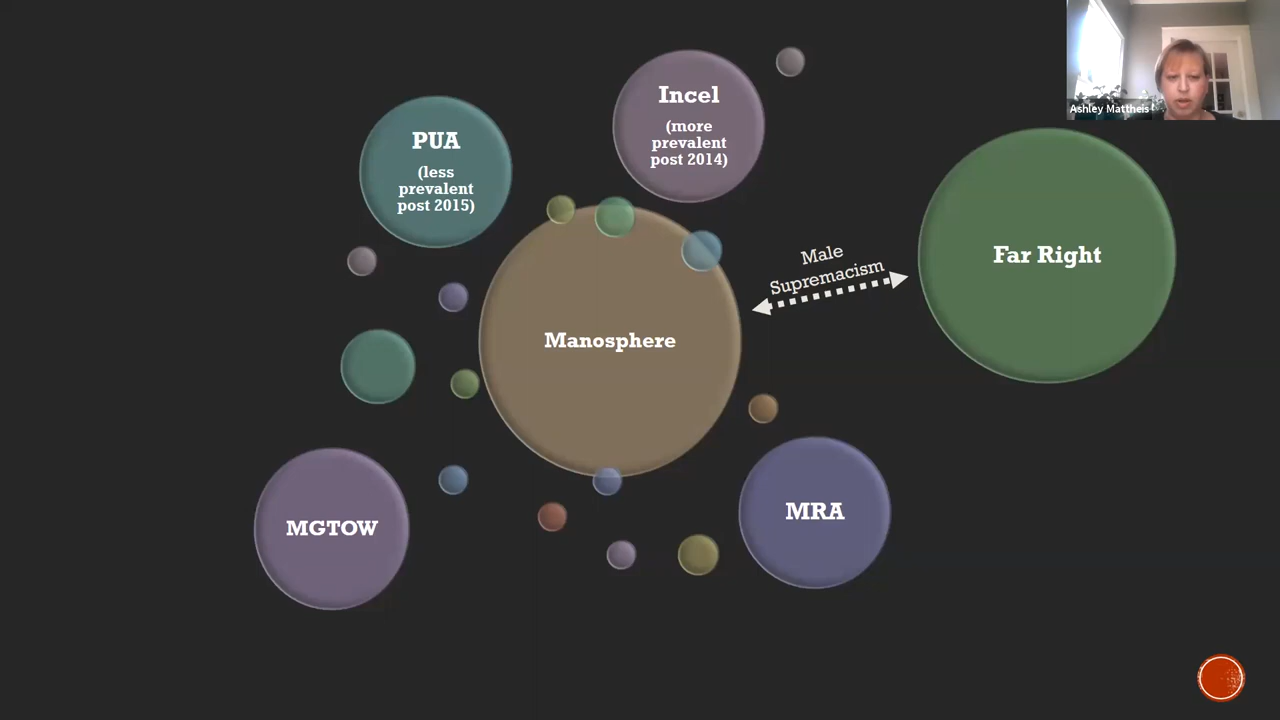 Incel
(more
prevalent
post 2014)
Ashley Mattheis
PUA
(less
prevalent
post 2015)
Male
Supremacism
Far Right
Manosphere
MGTOW
MRA